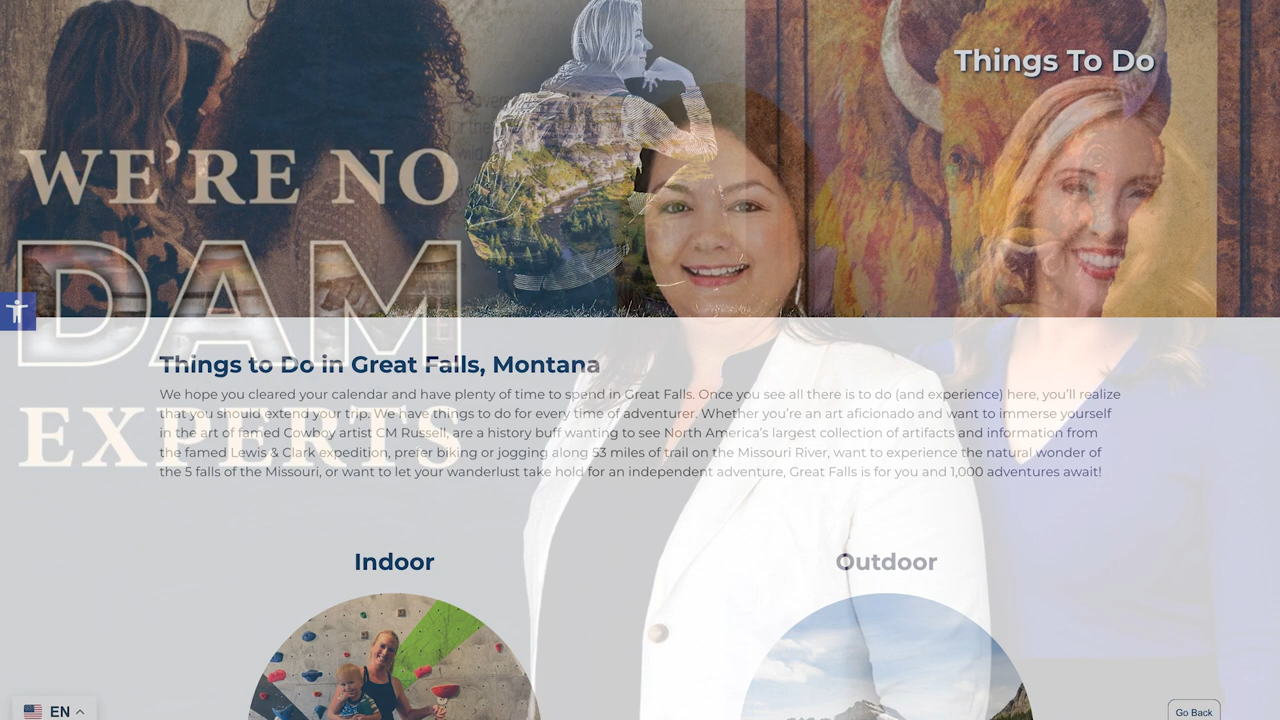 Things To Do
WE'RE NO
DAM
EXPERTS
Things to Do in Great Falls, Montana
We hope you cleared your calendar and have plenty of time to spend in Great Falls. Once you see all there is to do (and experience) here, you'll realize
that you should extend your trip. We have things to do for every time of adventurer. Whether you're an art aficionado and want to immerse yourself
in the art of famed Cowboy artist CM Russell, are a history buff wanting to see North America's largest collection of artifacts and information from
the famed Lewis & Clark expedition, prefer biking or jogging along 53 miles of trail on the Missouri River, want to experience the natural wonder of
the 5 falls of the Missouri, or want to let your wanderlust take hold for an independent adventure, Great Falls is for you and 1,000 adventures await!
Indoor
Outdoor
EN
Go Back